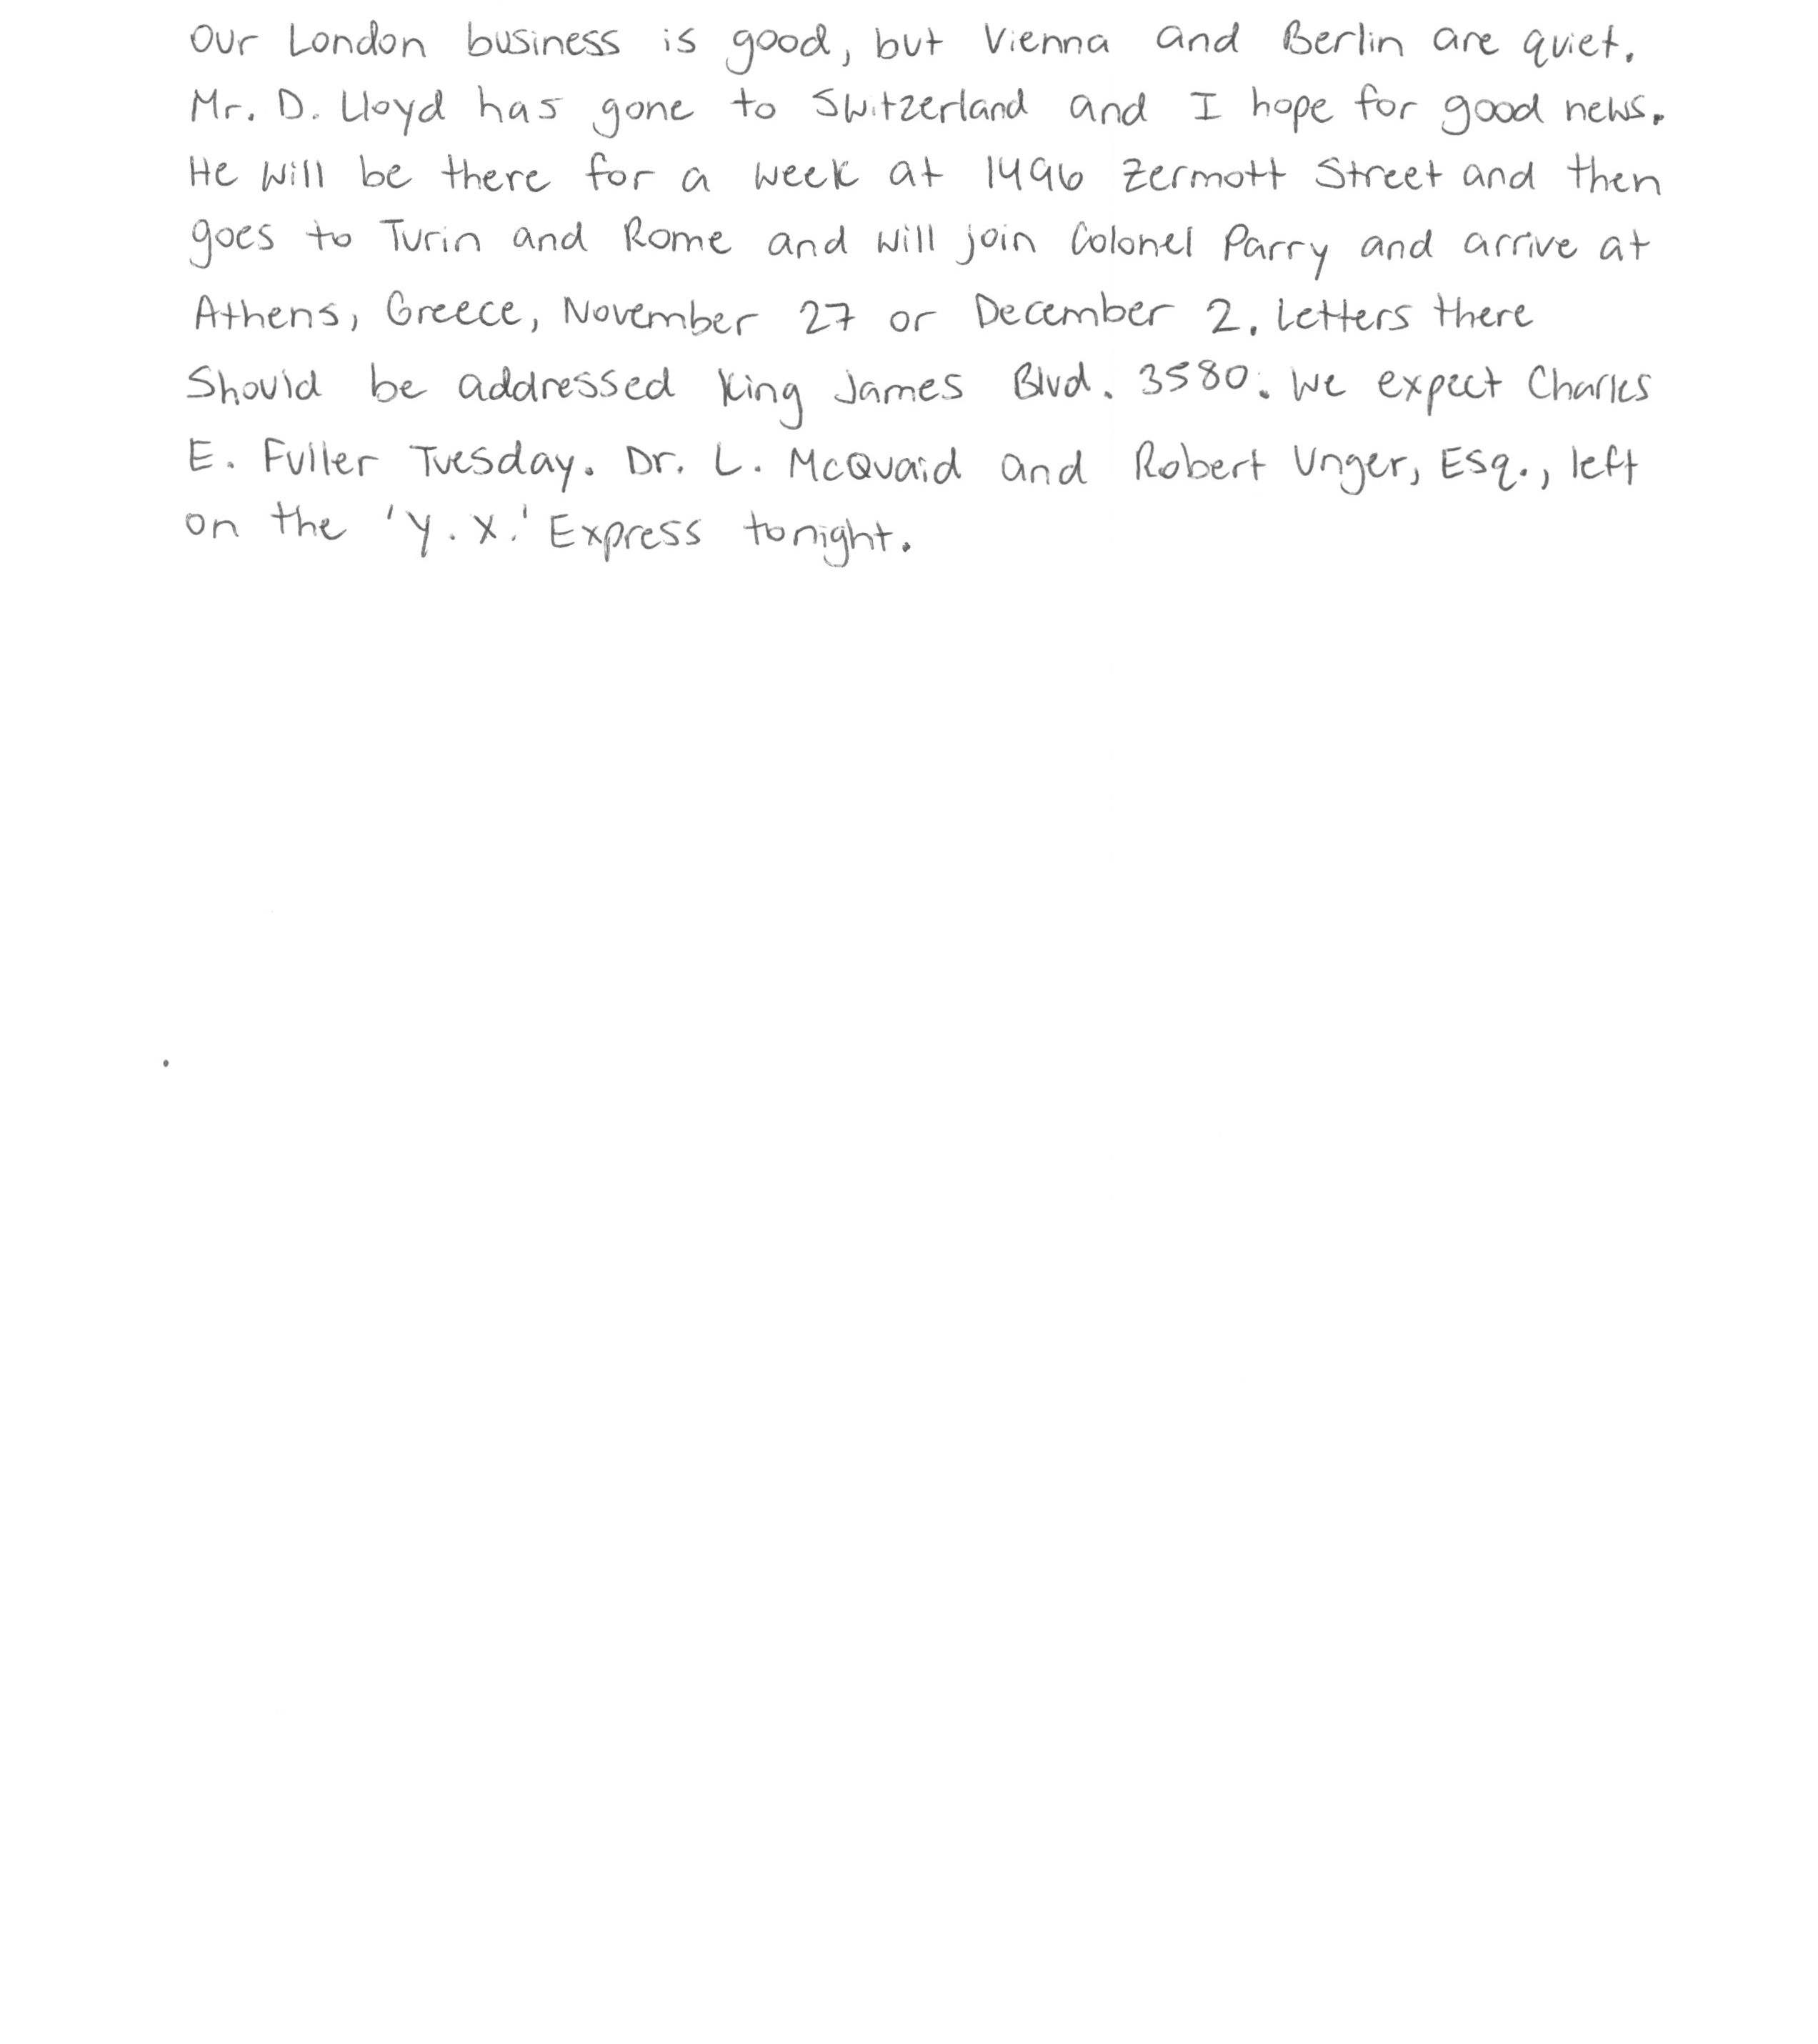 Our London business is good, but Vienna and Berlin are quiet.
Mr. D. Lloyd has gone to Switzerland and I hope for good news.
He will be there for a week at 1496 Zermott Street and then
goes to Turin and Rome and will join Colonel Parry and arrive at
Athens, Greece, November 27 or December 2. Letters there
Should be addressed King James Blvd. 3580. We expect Charles
E. Fuller Tuesday. Dr. L. McQuaid and Robert Unger, Esq., left
on the 'Y.X.' Express tonight.